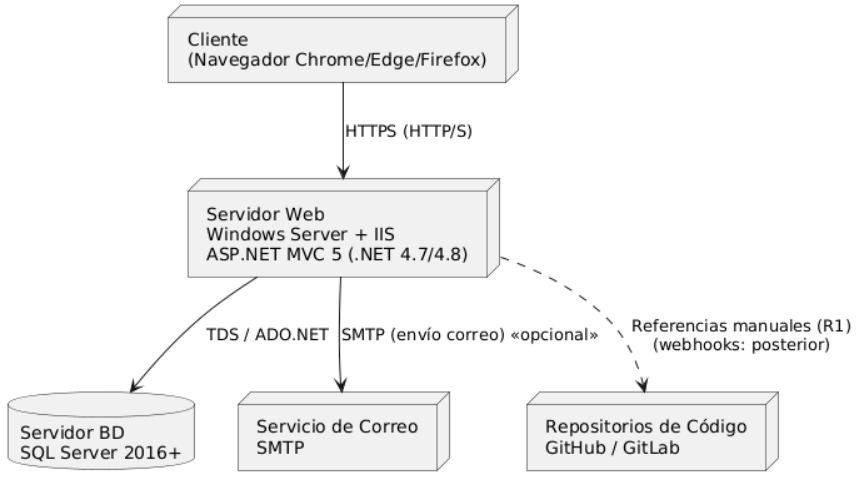 Cliente
(Navegador Chrome/Edge/Firefox)
HTTPS (HTTP/S)
Servidor Web
Windows Server + IIS
ASP.NET MVC 5 (.NET 4.7/4.8)
TDS / ADO.NET
SMTP (envío correo) «opcional»
Referencias manuales (R1)
(webhooks: posterior)
Servidor BD
SQL Server 2016+
Servicio de Correo
SMTP
Repositorios de Código
GitHub / GitLab